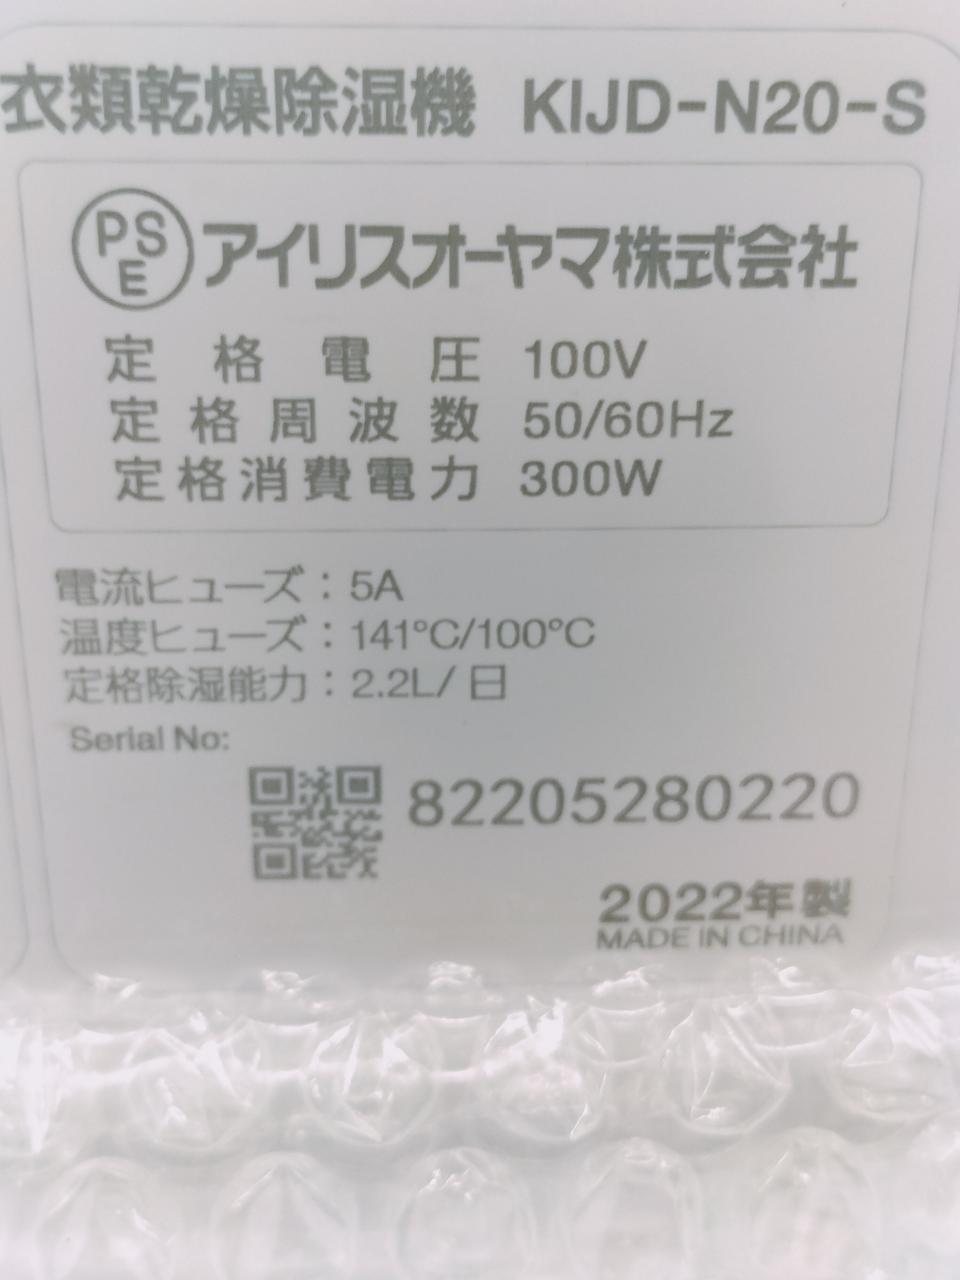 衣類乾燥除湿機 KIJD-N20-S
PSE アイリスオーヤマ株式会社
定格電圧 100V
定格周波数 50/60Hz
定格消費電力 300W
電流ヒューズ：5A
温度ヒューズ：141℃/100℃
定格除湿能力：2.2L/日
Serial No:
82205280220
2022年製
MADE IN CHINA